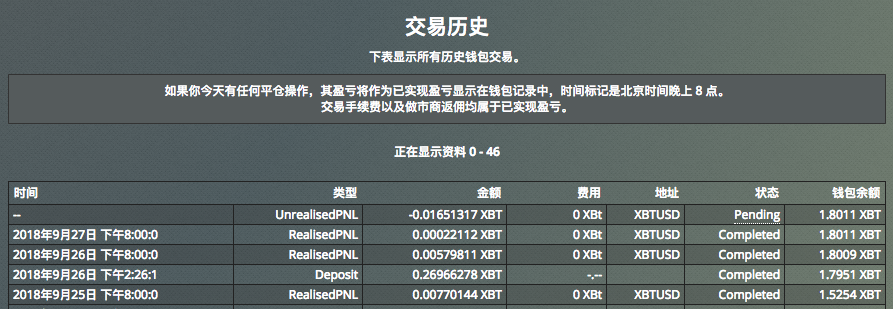 交易历史
下表显示所有历史钱包交易。
如果你今天有任何平仓操作，其盈亏将作为已实现盈亏显示在钱包记录中，时间标记是北京时间晚上 8 点。
交易手续费以及做市商返佣均属于已实现盈亏。
正在显示资料 0 - 46
时间 类型 金额 费用 地址 状态 钱包余额
-- UnrealisedPNL -0.01651317 XBT 0 XBt XBTUSD Pending 1.8011 XBT
2018年9月27日 下午8:00:0 RealisedPNL 0.00022112 XBT 0 XBt XBTUSD Completed 1.8011 XBT
2018年9月26日 下午8:00:0 RealisedPNL 0.00579811 XBT 0 XBt XBTUSD Completed 1.8009 XBT
2018年9月26日 下午2:26:1 Deposit 0.26966278 XBT -.-- Completed 1.7951 XBT
2018年9月25日 下午8:00:0 RealisedPNL 0.00770144 XBT 0 XBt XBTUSD Completed 1.5254 XBT